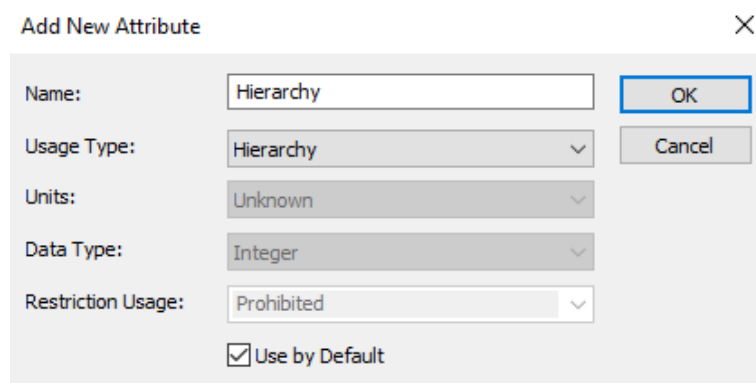 Add New Attribute
Name: Hierarchy OK
Usage Type: Hierarchy Cancel
Units: Unknown
Data Type: Integer
Restriction Usage: Prohibited
Use by Default